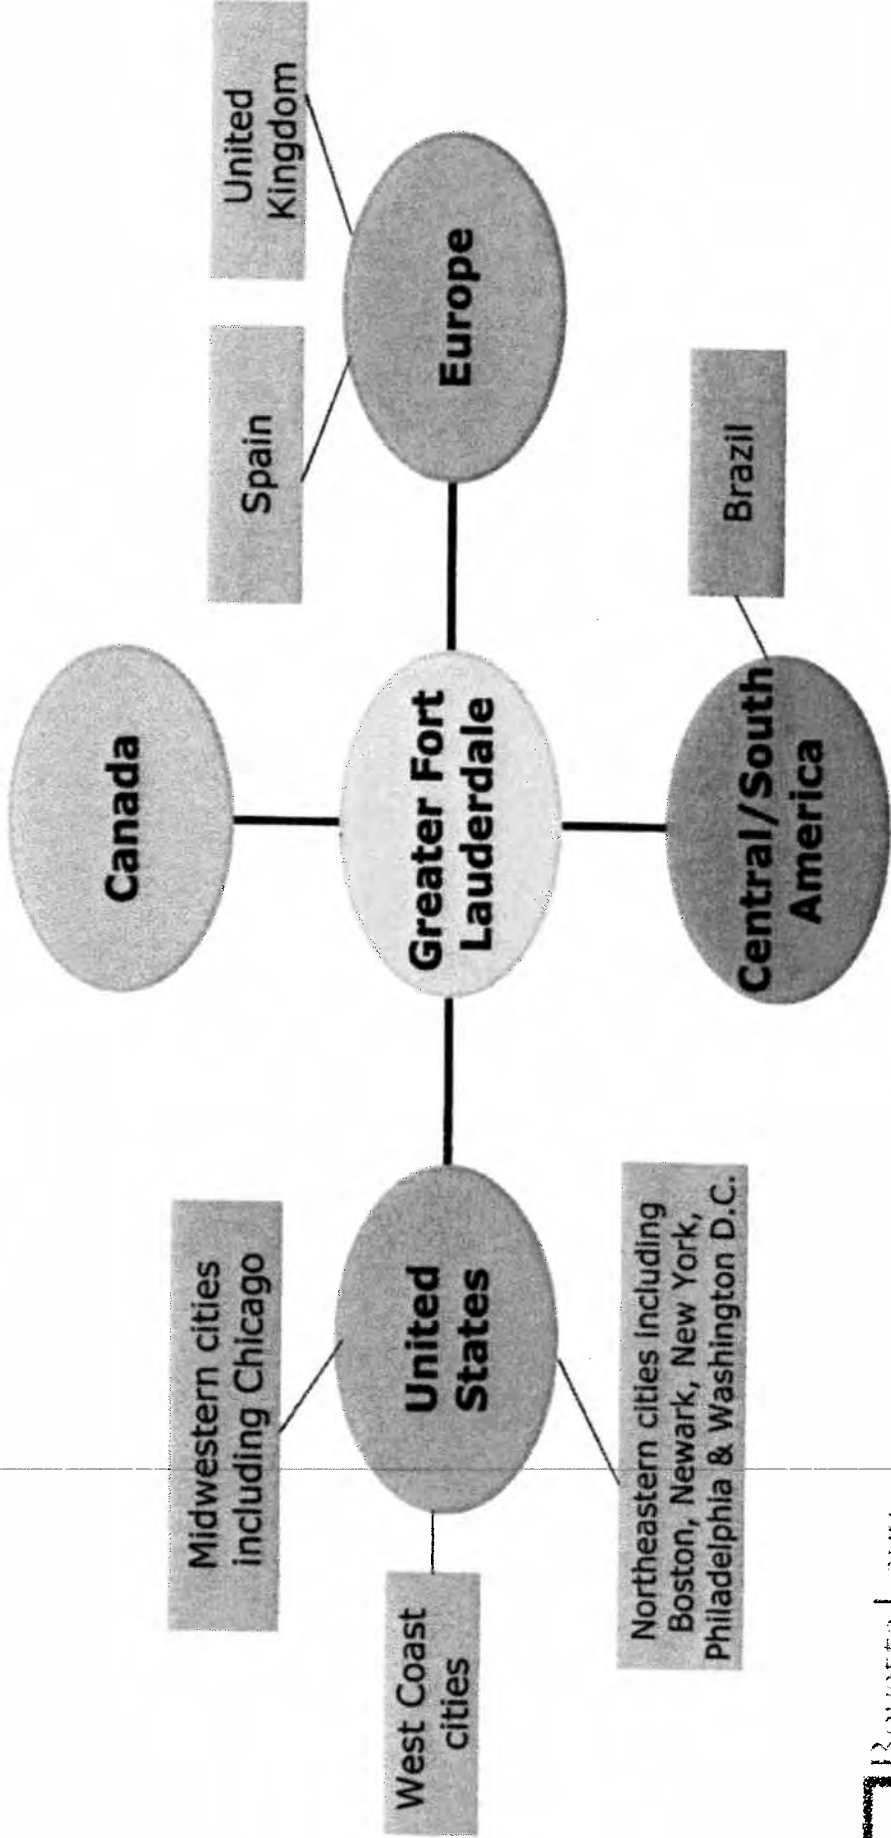 Canada
Midwestern cities
including Chicago
Spain
United
Kingdom
West Coast
cities
United
States
Greater Fort
Lauderdale
Europe
Northeastern cities including
Boston, Newark, New York,
Philadelphia & Washington D.C.
Central/South
America
Brazil